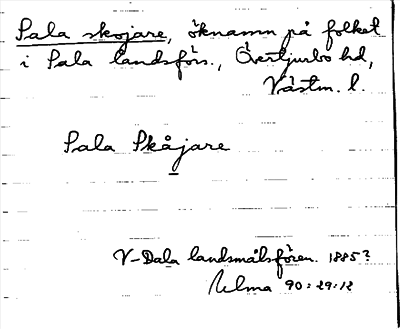 Sala skojare, öknamn på folket
i Sala landsförs., Övertjurbo hd,
Västm. l.
Sala Skåjare
V-Dala landsmålsfören. 1885?
Ulma 90:29:12